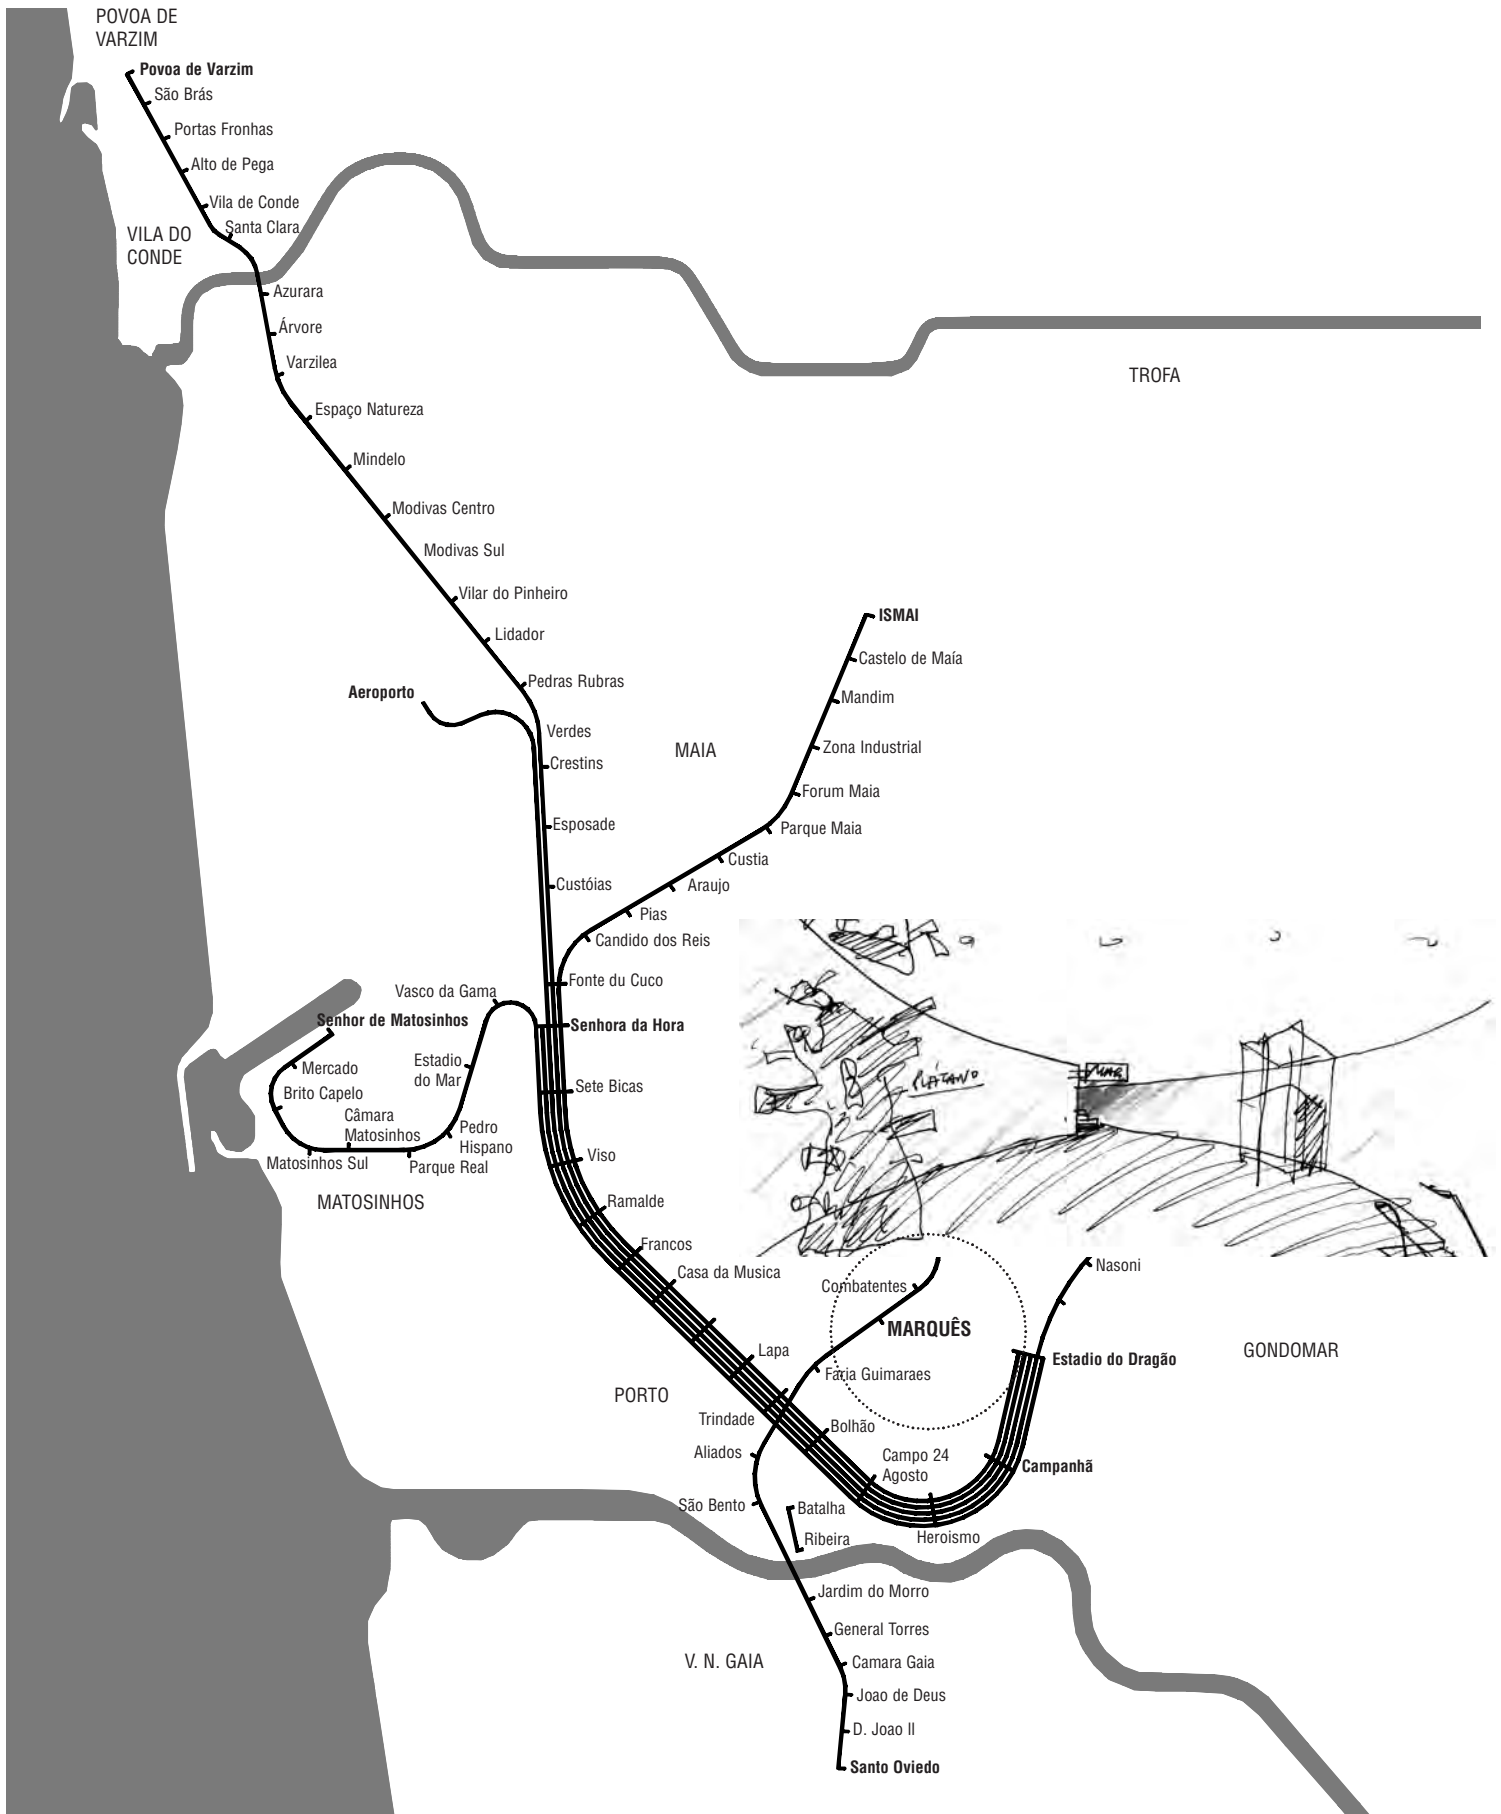 POVOA DE
VARZIM
Povoa de Varzim
São Brás
Portas Fronhas
Alto de Pega
Vila de Conde
Santa Clara
VILA DO
CONDE
Azurara
Árvore
Varzilea
TROFA
Espaço Natureza
Mindelo
Modivas Centro
Modivas Sul
Vilar do Pinheiro
Lidador
Pedras Rubras
Aeroporto
Verdes
Crestins
MAIA
ISMAI
Castelo de Maía
Mandim
Zona Industrial
Forum Maia
Parque Maia
Custia
Araujo
Pias
Candido dos Reis
Esposade
Custóias
Fonte du Cuco
Vasco da Gama
Senhor de Matosinhos
Senhora da Hora
Mercado
Estadio
do Mar
Brito Capelo
Câmara
Matosinhos
Pedro
Hispano
Matosinhos Sul
Parque Real
MATOSINHOS
Sete Bicas
Viso
Ramalde
Francos
Casa da Musica
PLÁTANO
Combatentes
MARQUÊS
Nasoni
Lapa
Faria Guimaraes
Estadio do Dragão
GONDOMAR
PORTO
Trindade
Bolhão
Aliados
Campo 24
Agosto
Campanhã
São Bento
Batalha
Ribeira
Heroismo
Jardim do Morro
General Torres
V. N. GAIA
Camara Gaia
Joao de Deus
D. Joao II
Santo Oviedo